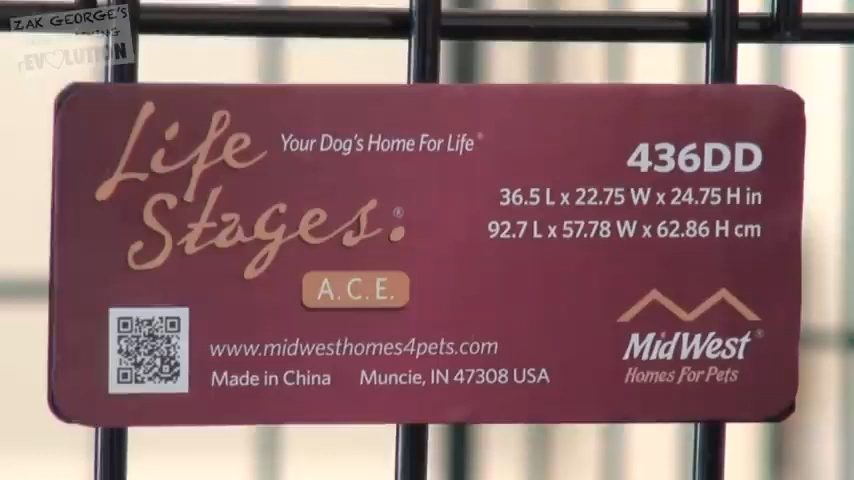 ZAK GEORGE'S
rEVOLUTION
Life
Stages®
Your Dog's Home For Life®
A.C.E.
436DD
36.5 L x 22.75 W x 24.75 H in
92.7 L x 57.78 W x 62.86 H cm
www.midwesthomes4pets.com
Made in China Muncie, IN 47308 USA
MidWest®
Homes For Pets